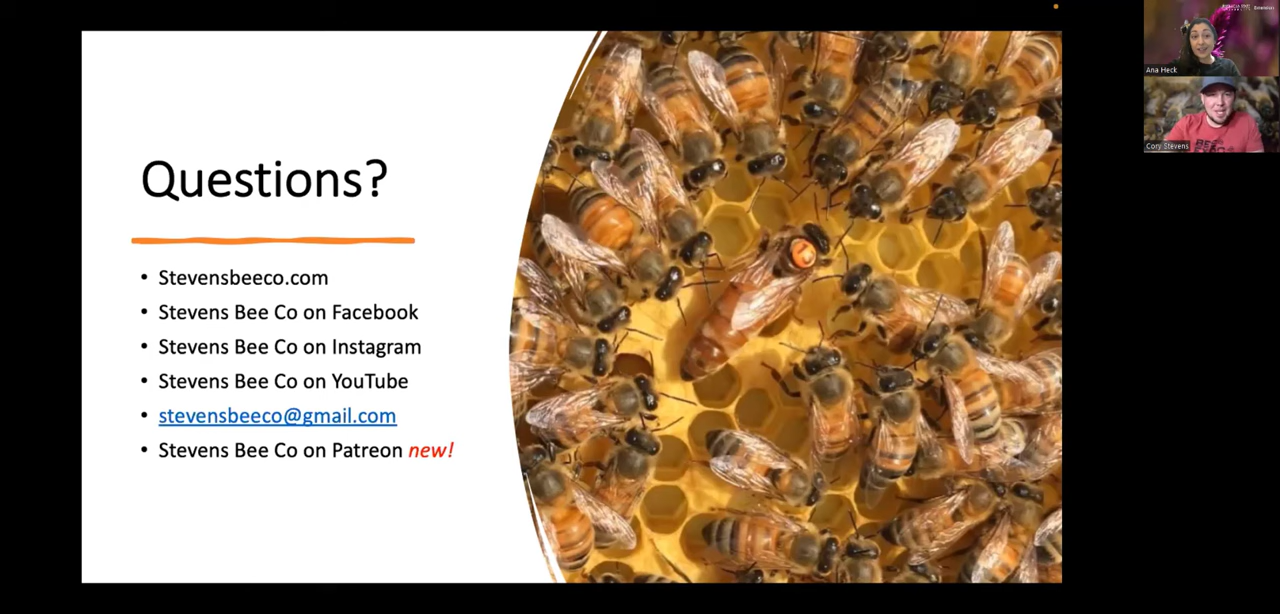 Questions?
Stevensbeeco.com
Stevens Bee Co on Facebook
Stevens Bee Co on Instagram
Stevens Bee Co on YouTube
stevensbeeco@gmail.com
Stevens Bee Co on Patreon new!
Ana Heck
Cory Stevens